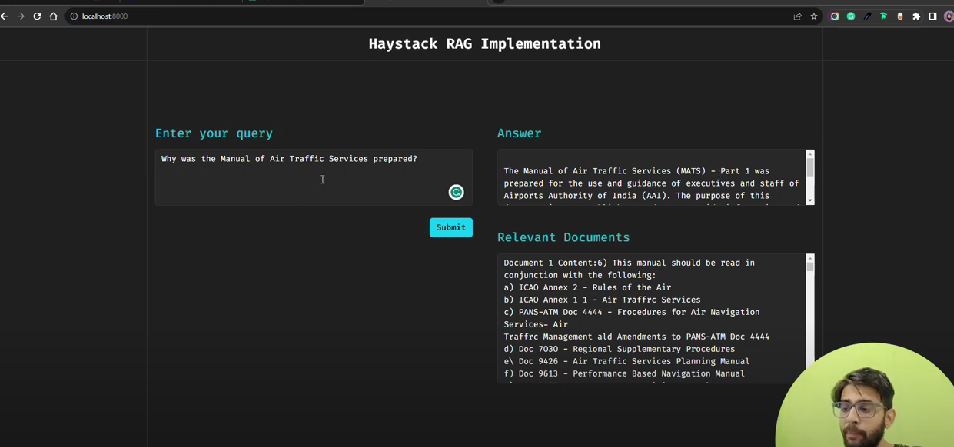 localhost:8000
Haystack RAG Implementation
Enter your query
Why was the Manual of Air Traffic Services prepared?
Submit
Answer
The Manual of Air Traffic Services (MATS) - Part 1 was
prepared for the use and guidance of executives and staff of
Airports Authority of India (AAI). The purpose of this
Relevant Documents
Document 1 Content:6) This manual should be read in
conjunction with the following:
a) ICAO Annex 2 - Rules of the Air
b) ICAO Annex 1 1 - Air Traffrc Services
c) PANS-ATM Doc 4444 - Procedures for Air Navigation
Services- Air
Traffrc Management ald Amendments to PANS-ATM Doc 4444
d) Doc 7030 - Regional Supplementary Procedures
e\ Doc 9426 - Air Traffic Services Planning Manual
f) Doc 9613 - Performance Based Navigation Manual